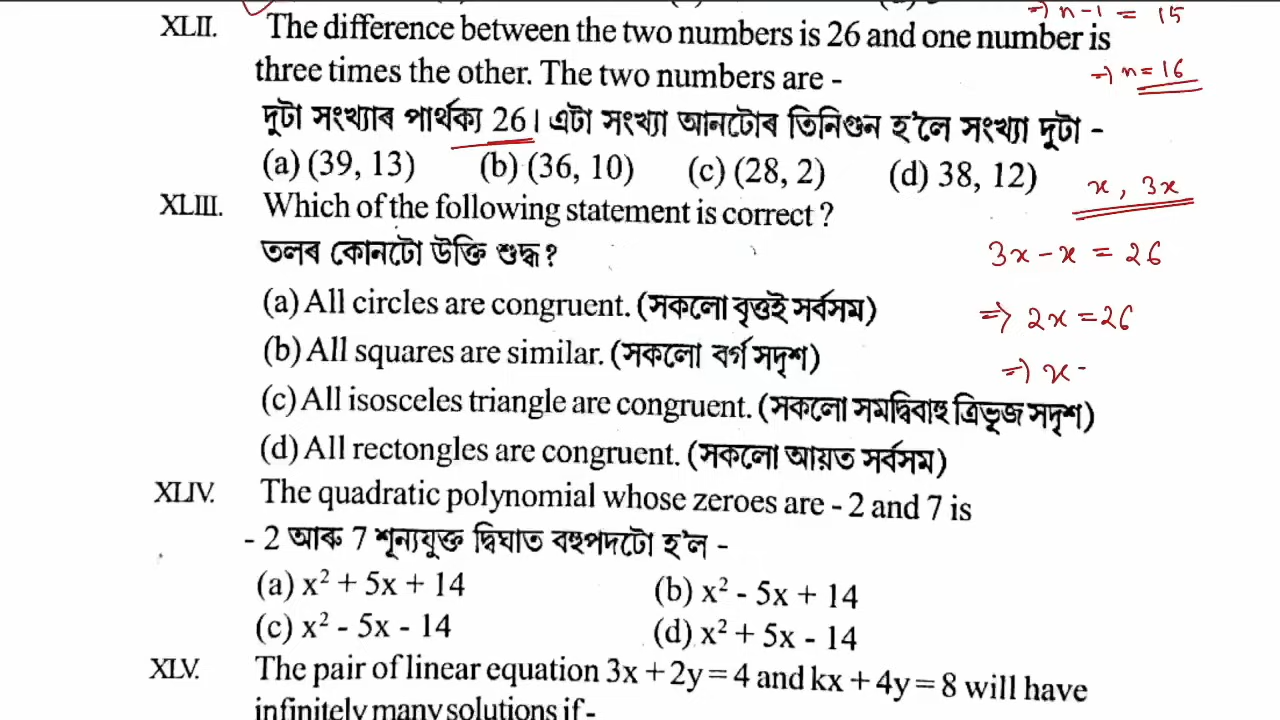 ⇒ n - 1 = 15
XLII. The difference between the two numbers is 26 and one number is
three times the other. The two numbers are -
⇒ n = 16
দুটা সংখ্যাৰ পাৰ্থক্য 26। এটা সংখ্যা আনটোৰ তিনিগুন হ'লে সংখ্যা দুটা -
(a) (39, 13) (b) (36, 10) (c) (28, 2) (d) 38, 12)
x, 3x
XLIII. Which of the following statement is correct ?
তলৰ কোনটো উক্তি শুদ্ধ?
3x - x = 26
(a) All circles are congruent. (সকলো বৃত্তই সৰ্বসম)
⇒ 2x = 26
(b) All squares are similar. (সকলো বৰ্গ সদৃশ)
⇒ x -
(c) All isosceles triangle are congruent. (সকলো সমদ্বিবাহু ত্ৰিভূজ সদৃশ)
(d) All rectongles are congruent. (সকলো আয়ত সৰ্বসম)
XLIV. The quadratic polynomial whose zeroes are - 2 and 7 is
- 2 আৰু 7 শূন্যযুক্ত দ্বিঘাত বহুপদটো হ'ল -
(a) x² + 5x + 14 (b) x² - 5x + 14
(c) x² - 5x - 14 (d) x² + 5x - 14
XLV. The pair of linear equation 3x + 2y = 4 and kx + 4y = 8 will have
infinitely many solutions if -